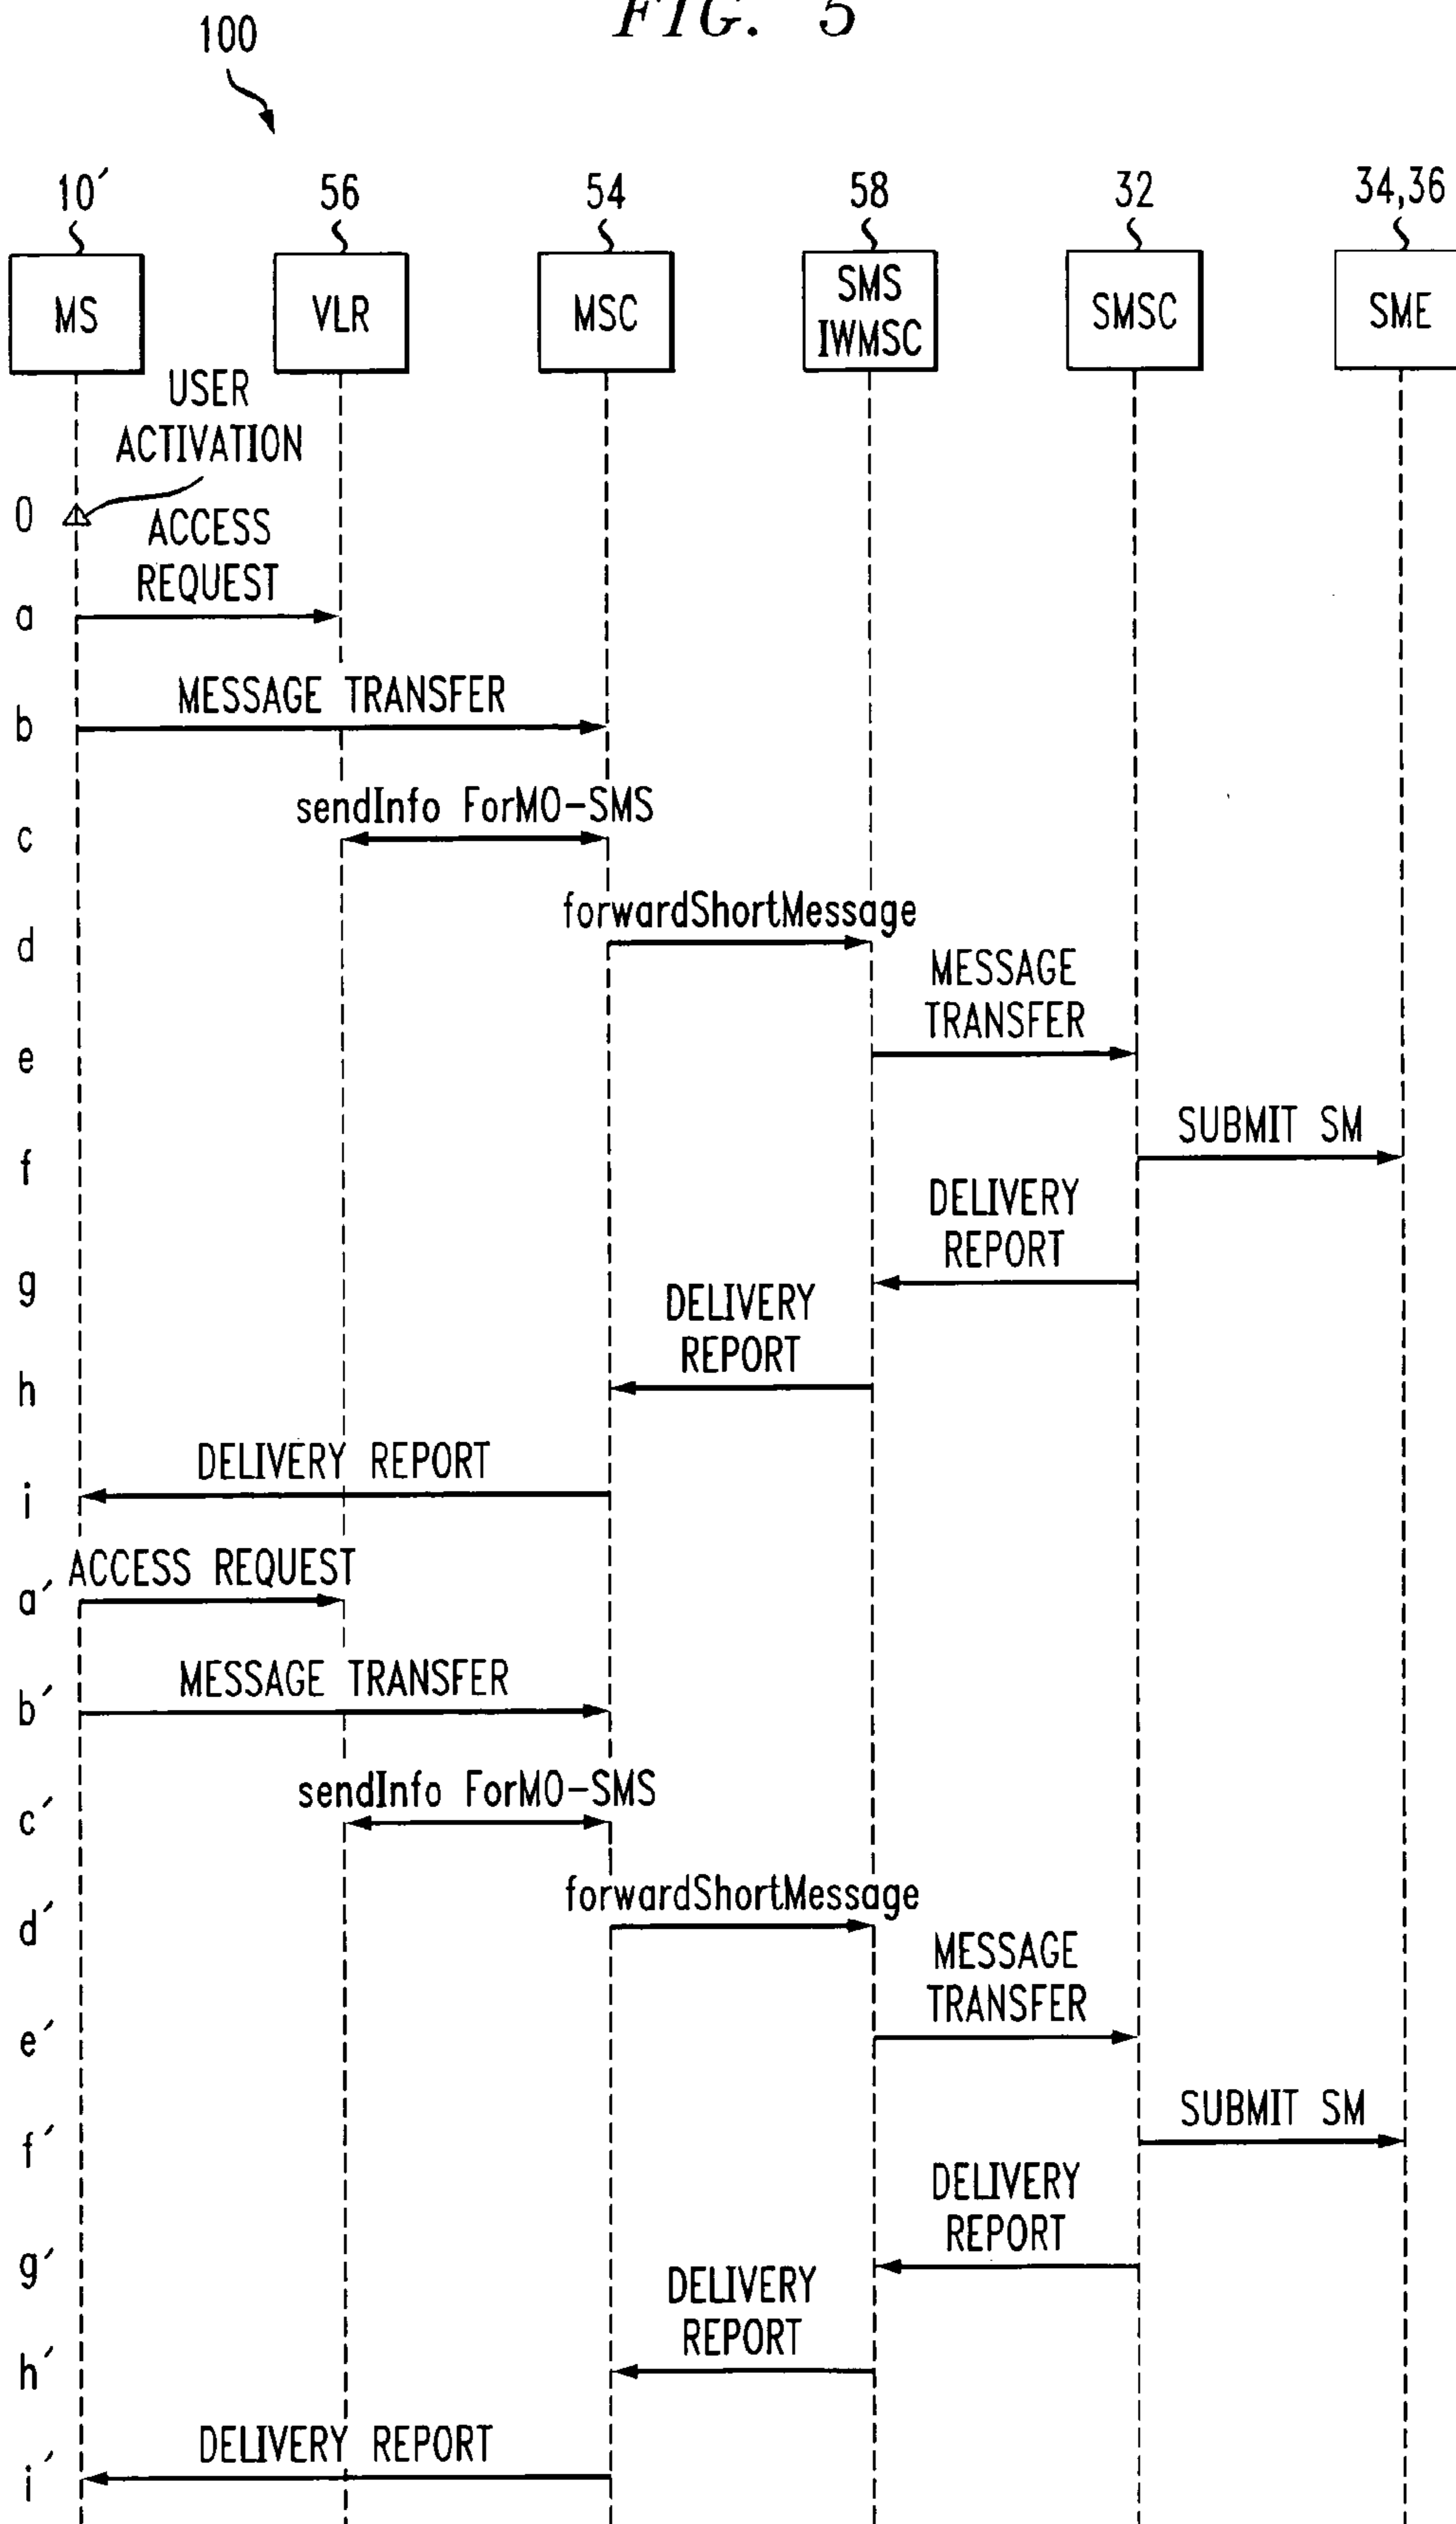 FIG. 5
100
10´ 56 54 58 32 34,36
MS VLR MSC SMS IWMSC SMSC SME
USER
ACTIVATION
0
ACCESS
REQUEST
a
MESSAGE TRANSFER
b
sendInfo ForMO-SMS
c
forwardShortMessage
d
MESSAGE
TRANSFER
e
SUBMIT SM
f
DELIVERY
REPORT
g
DELIVERY
REPORT
h
DELIVERY REPORT
i
ACCESS REQUEST
a´
MESSAGE TRANSFER
b´
sendInfo ForMO-SMS
c´
forwardShortMessage
d´
MESSAGE
TRANSFER
e´
SUBMIT SM
f´
DELIVERY
REPORT
g´
DELIVERY
REPORT
h´
DELIVERY REPORT
i´